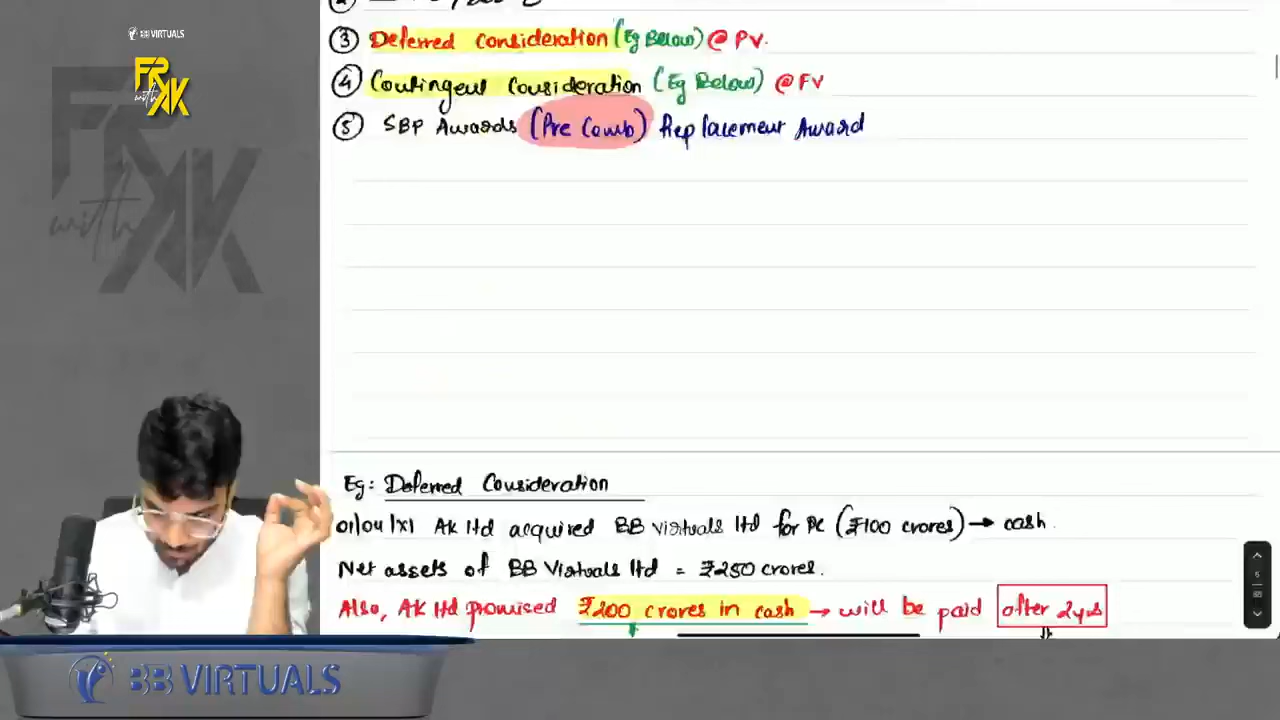 BB VIRTUALS
FR
with AK
FR
with AK
③ Deferred Consideration (Eg Below) @ PV.
④ Contingent Consideration (Eg Below) @ FV
⑤ SBP Awards (Pre Comb) Replacement Award
Eg: Deferred Consideration
01/04/X1 AK ltd acquired BB Virtuals ltd for PC (₹100 crores) → cash.
Net assets of BB Virtuals ltd = ₹250 crores.
Also, AK ltd promised ₹200 crores in cash → will be paid after 2yrs
BB VIRTUALS